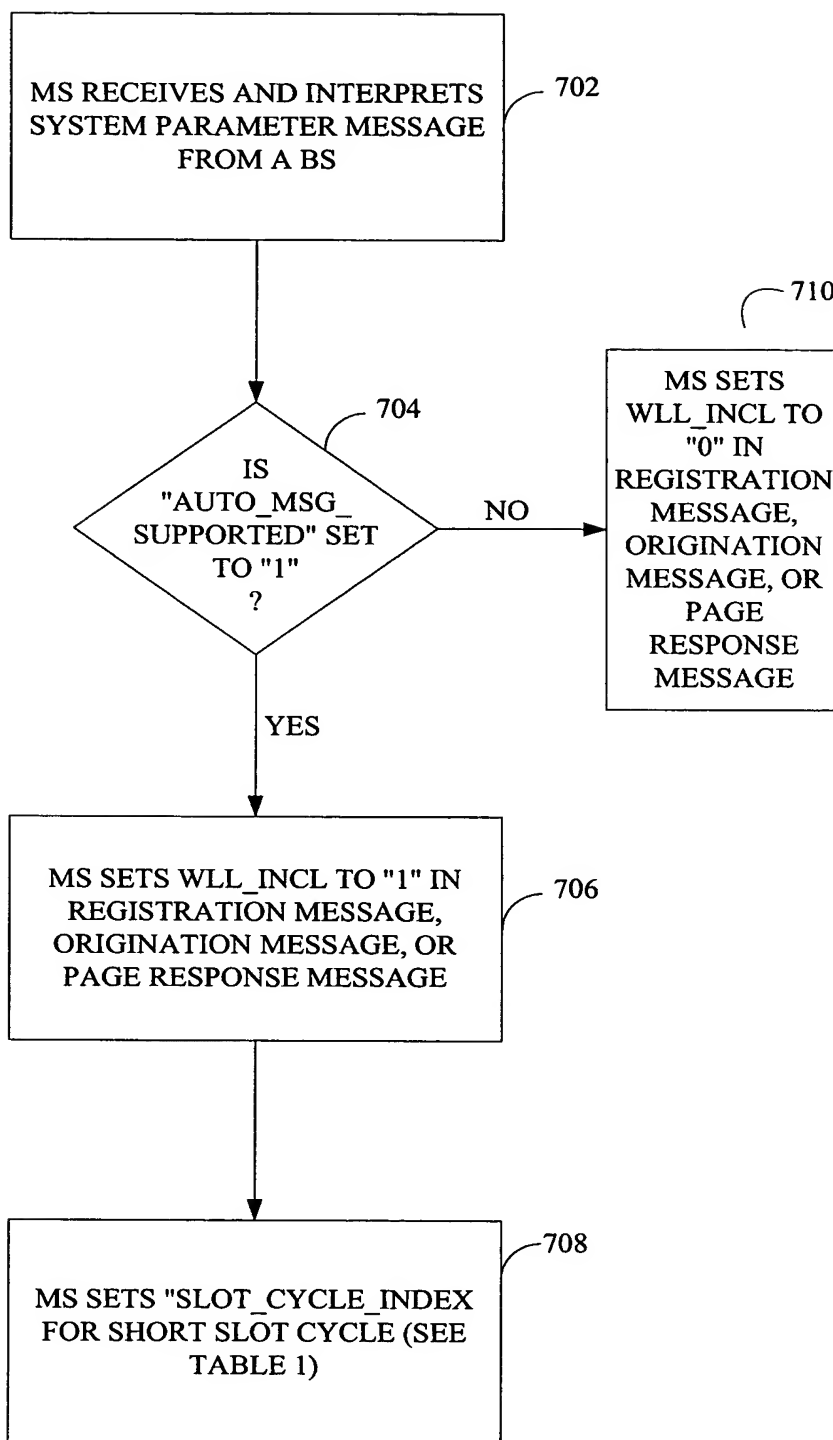 MS RECEIVES AND INTERPRETS
SYSTEM PARAMETER MESSAGE
FROM A BS
702
704
IS
"AUTO_MSG_
SUPPORTED" SET
TO "1"
?
NO
710
MS SETS
WLL_INCL TO
"0" IN
REGISTRATION
MESSAGE,
ORIGINATION
MESSAGE, OR
PAGE
RESPONSE
MESSAGE
YES
MS SETS WLL_INCL TO "1" IN
REGISTRATION MESSAGE,
ORIGINATION MESSAGE, OR
PAGE RESPONSE MESSAGE
706
MS SETS "SLOT_CYCLE_INDEX
FOR SHORT SLOT CYCLE (SEE
TABLE 1)
708